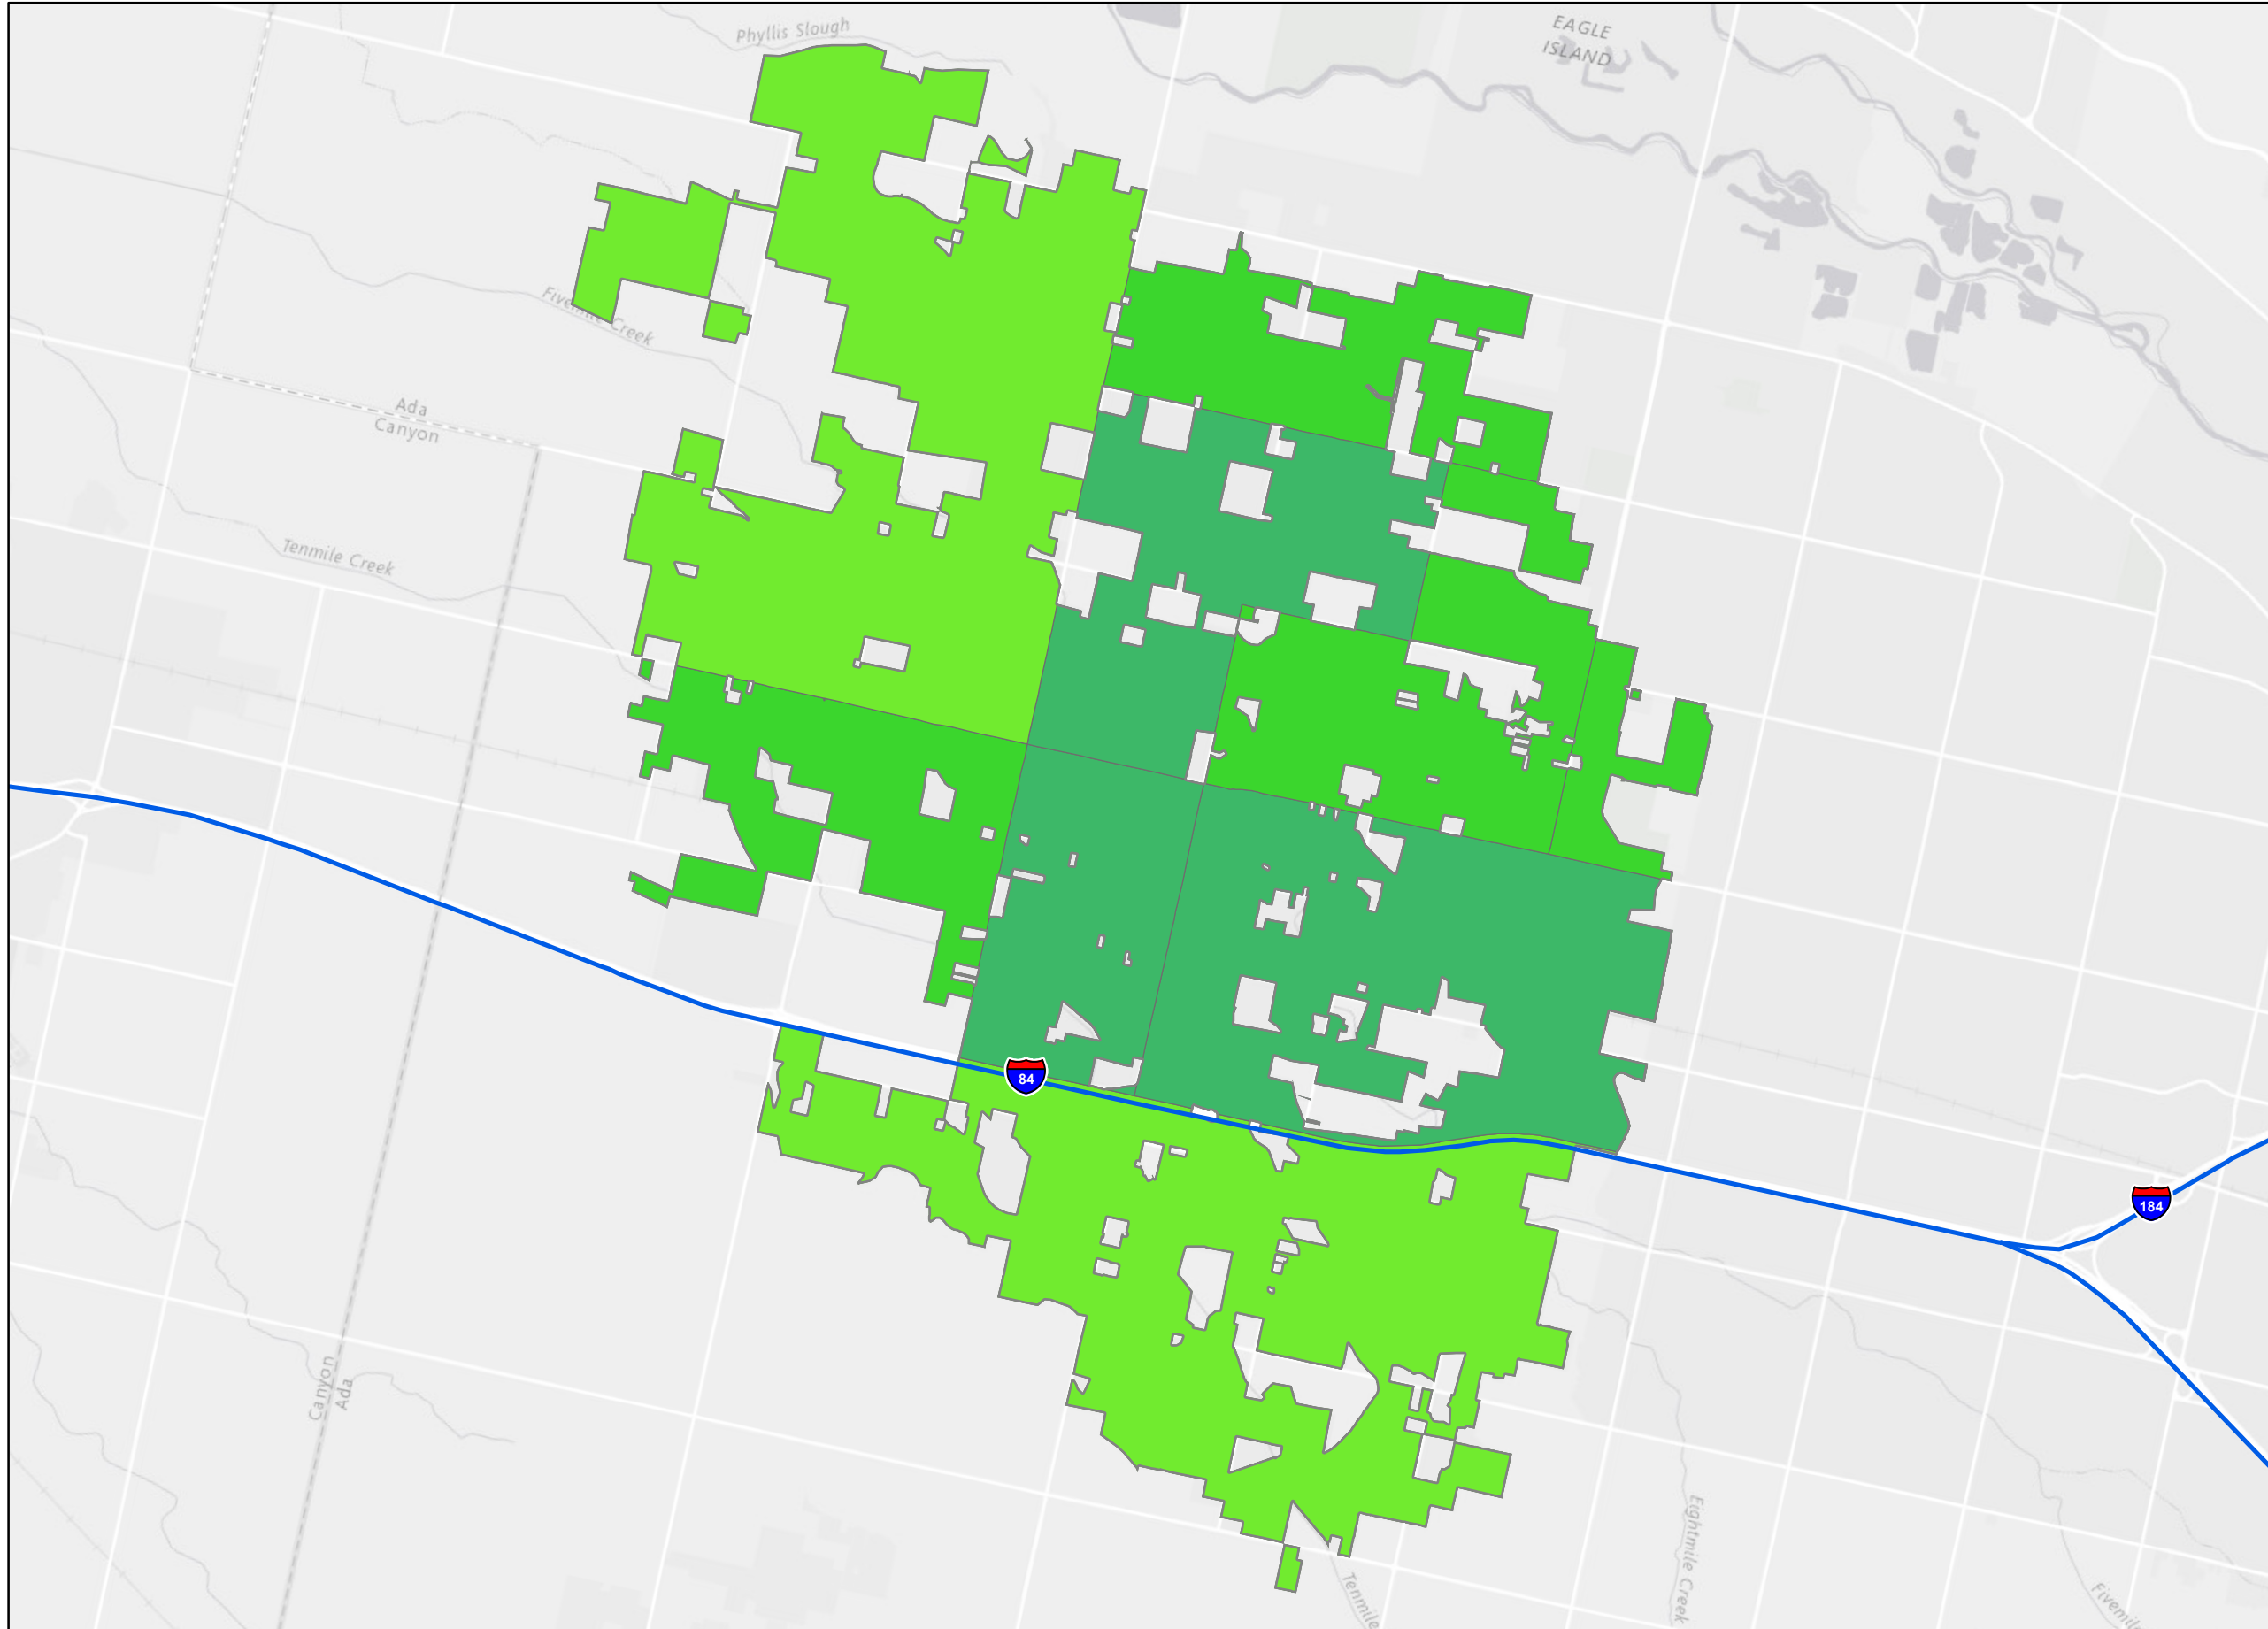 Phyllis Slough
EAGLE
ISLAND
Fivemile Creek
Ada
Canyon
Tenmile Creek
84
184
Canyon
Ada
Eightmile Creek
Tenmile
Fivemile